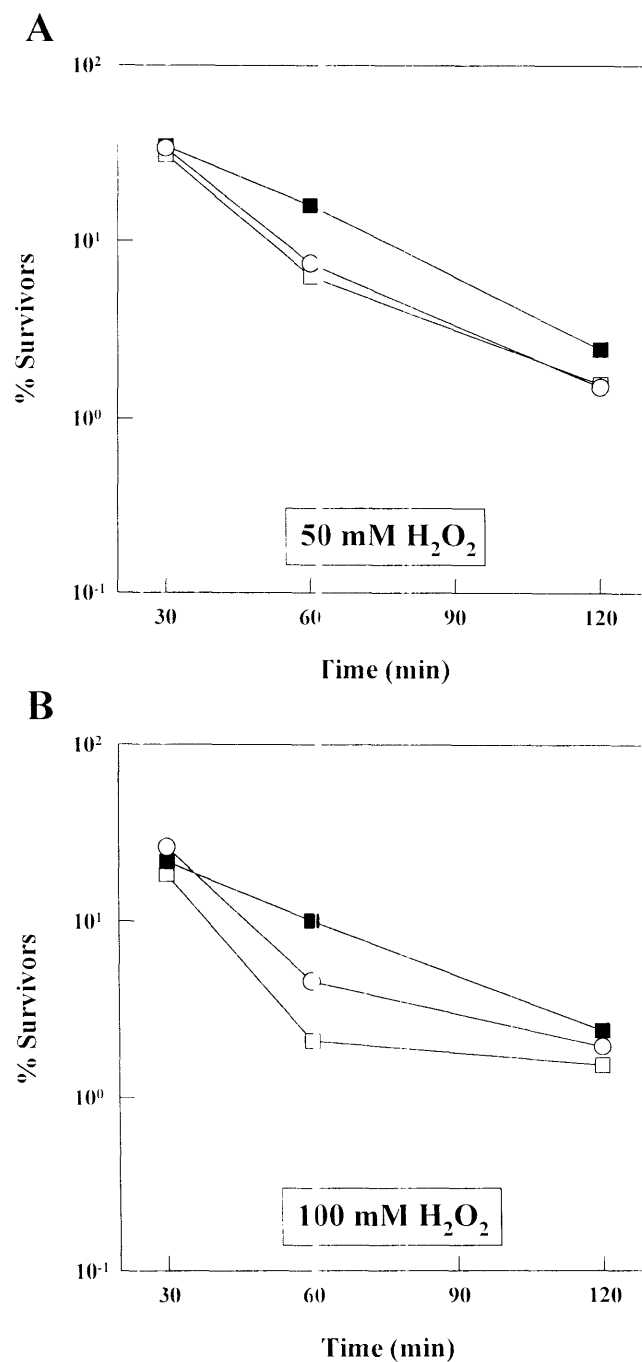 A
10²
10¹
10⁰
10⁻¹
% Survivors
50 mM H₂O₂
30 60 90 120
Time (min)
B
10²
10¹
10⁰
10⁻¹
% Survivors
100 mM H₂O₂
30 60 90 120
Time (min)